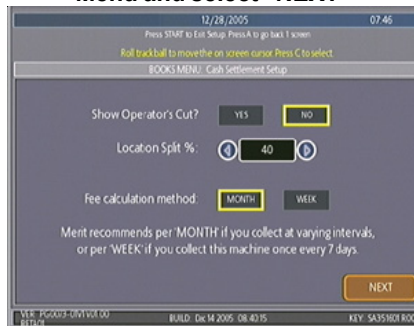 Menu and select "NEXT"
12/28/2005 07.46
Press START to Exit Setup. Press A to go back 1 screen
Roll trackball to move the on screen cursor. Press C to select.
BOOKS MENU: Cash Settlement Setup
Show Operator's Cut? YES NO
Location Split %: 40
Fee calculation method: MONTH WEEK
Merit recommends per 'MONTH' if you collect at varying intervals,
or per 'WEEK' if you collect this machine once every 7 days.
NEXT
BUILD: Dec 14 2005 08:40:15